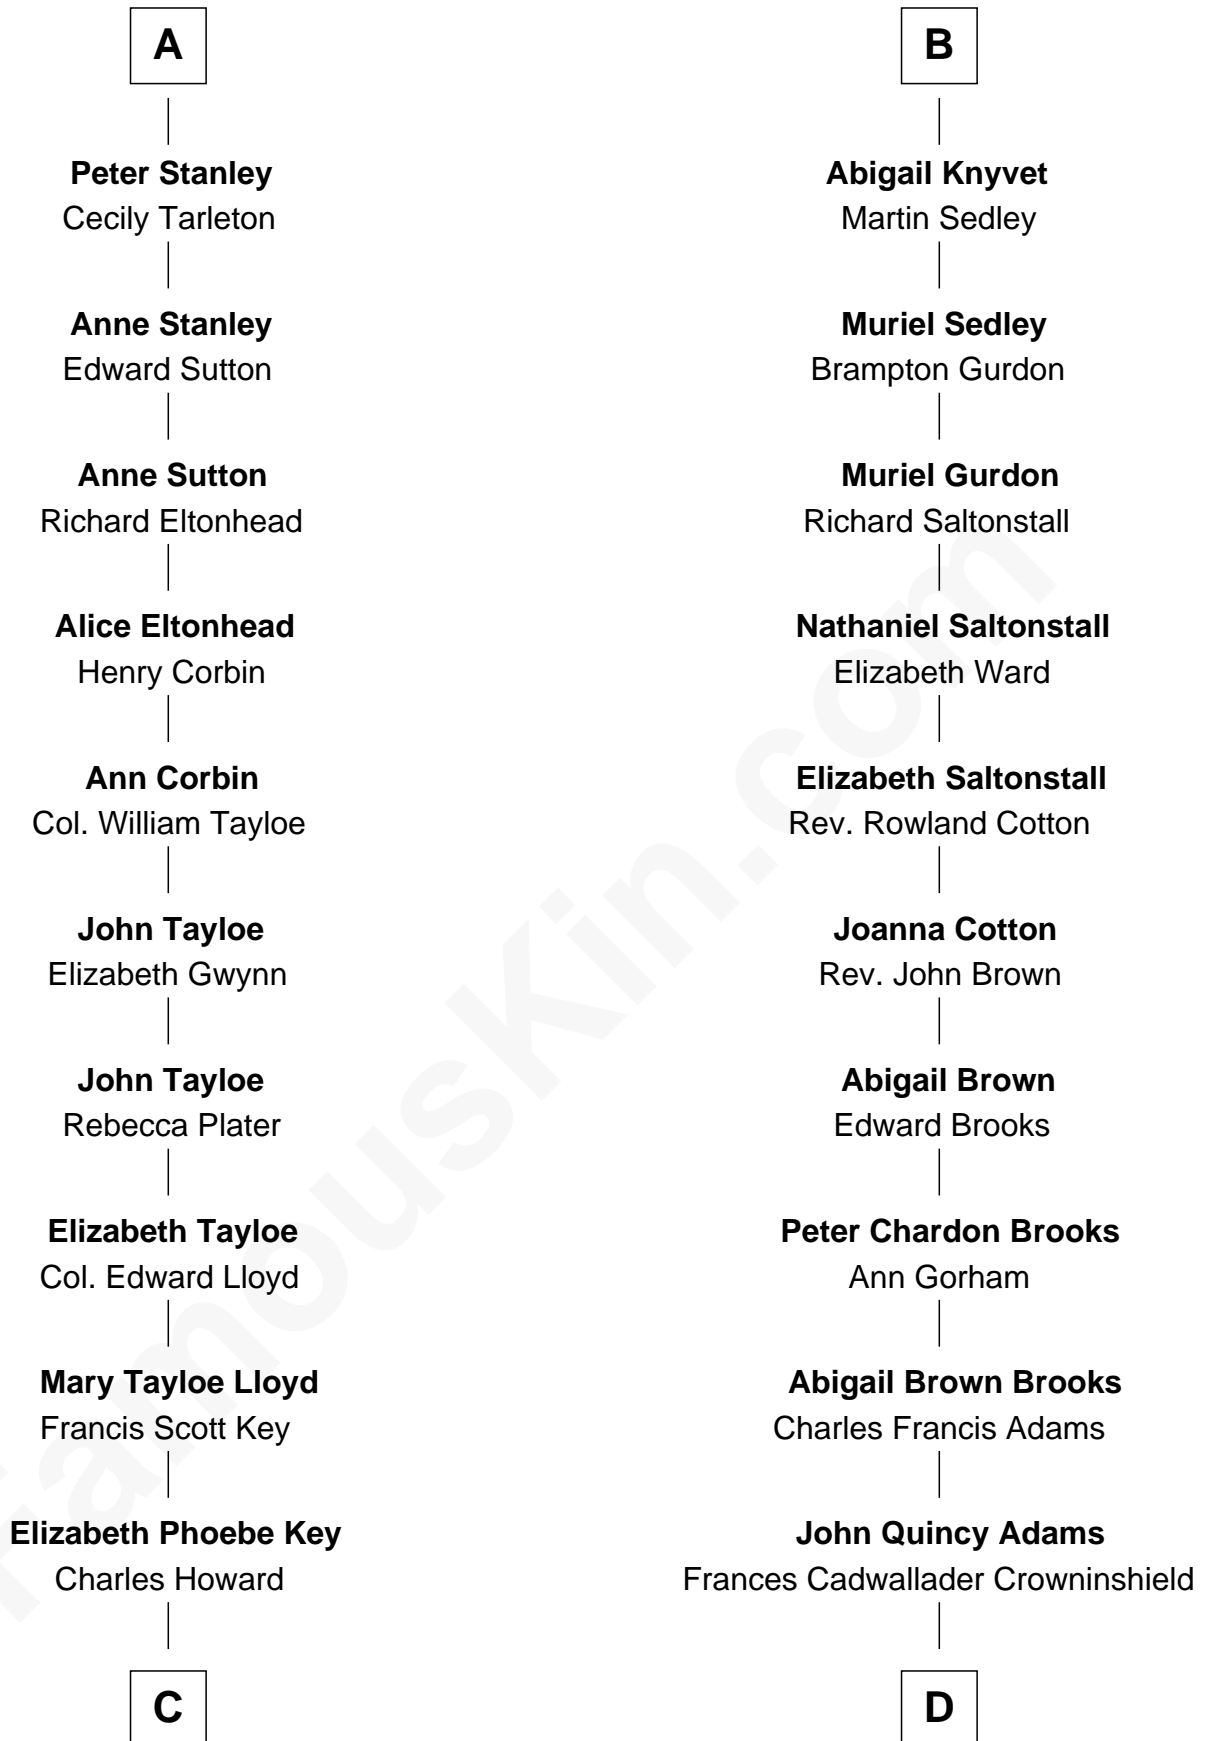 A
Peter Stanley
Cecily Tarleton
Anne Stanley
Edward Sutton
Anne Sutton
Richard Eltonhead
Alice Eltonhead
Henry Corbin
Ann Corbin
Col. William Tayloe
John Tayloe
Elizabeth Gwynn
John Tayloe
Rebecca Plater
Elizabeth Tayloe
Col. Edward Lloyd
Mary Tayloe Lloyd
Francis Scott Key
Elizabeth Phoebe Key
Charles Howard
C
B
Abigail Knyvet
Martin Sedley
Muriel Sedley
Brampton Gurdon
Muriel Gurdon
Richard Saltonstall
Nathaniel Saltonstall
Elizabeth Ward
Elizabeth Saltonstall
Rev. Rowland Cotton
Joanna Cotton
Rev. John Brown
Abigail Brown
Edward Brooks
Peter Chardon Brooks
Ann Gorham
Abigail Brown Brooks
Charles Francis Adams
John Quincy Adams
Frances Cadwallader Crowninshield
D
FamousKin.com